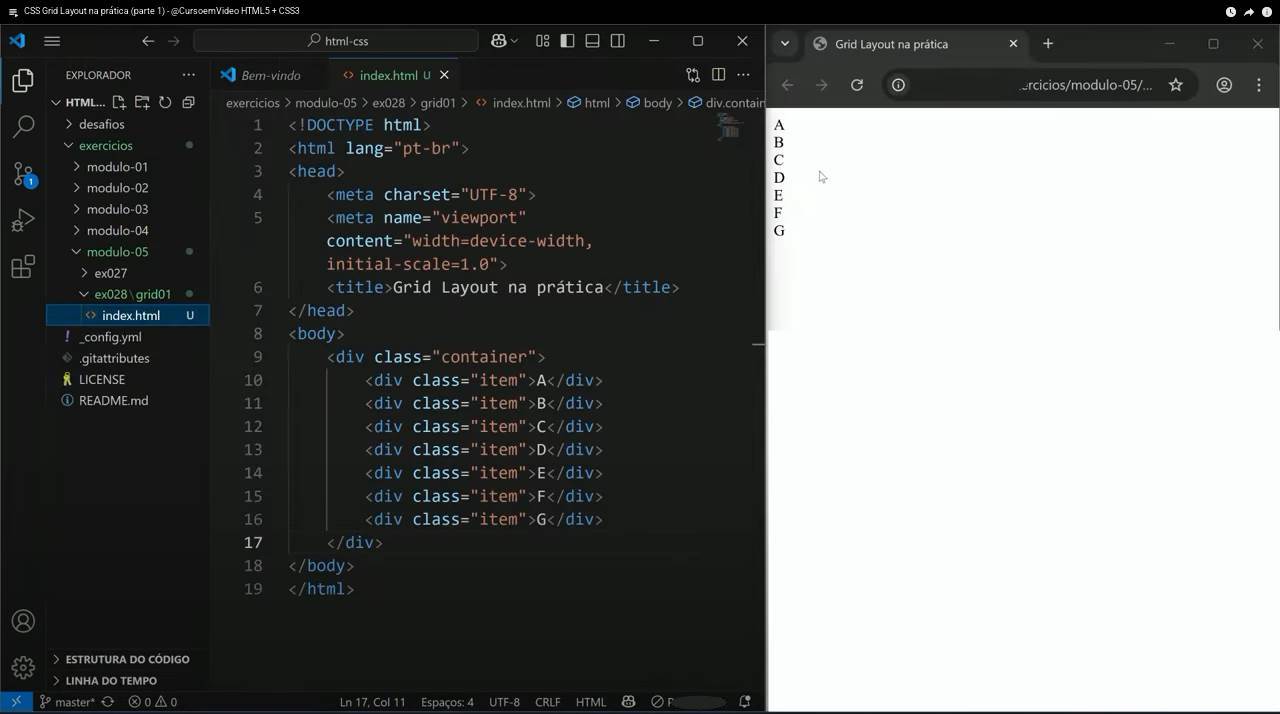 CSS Grid Layout na prática (parte 1) - @CursoemVideo HTML5 + CSS3
html-css
Grid Layout na prática
EXPLORADOR
Bem-vindo
index.html U
...rcicios/modulo-05/...
HTML...
exercicios > modulo-05 > ex028 > grid01 > index.html > html > body > div.contain
desafios
exercicios
modulo-01
modulo-02
modulo-03
modulo-04
modulo-05
ex027
ex028\grid01
index.html U
_config.yml
.gitattributes
LICENSE
README.md
1 <!DOCTYPE html>
2 <html lang="pt-br">
3 <head>
4 <meta charset="UTF-8">
5 <meta name="viewport"
content="width=device-width,
initial-scale=1.0">
6 <title>Grid Layout na prática</title>
7 </head>
8 <body>
9 <div class="container">
10 <div class="item">A</div>
11 <div class="item">B</div>
12 <div class="item">C</div>
13 <div class="item">D</div>
14 <div class="item">E</div>
15 <div class="item">F</div>
16 <div class="item">G</div>
17 </div>
18 </body>
19 </html>
A
B
C
D
E
F
G
1
ESTRUTURA DO CÓDIGO
LINHA DO TEMPO
master* 0 0 Ln 17, Col 11 Espaços: 4 UTF-8 CRLF HTML